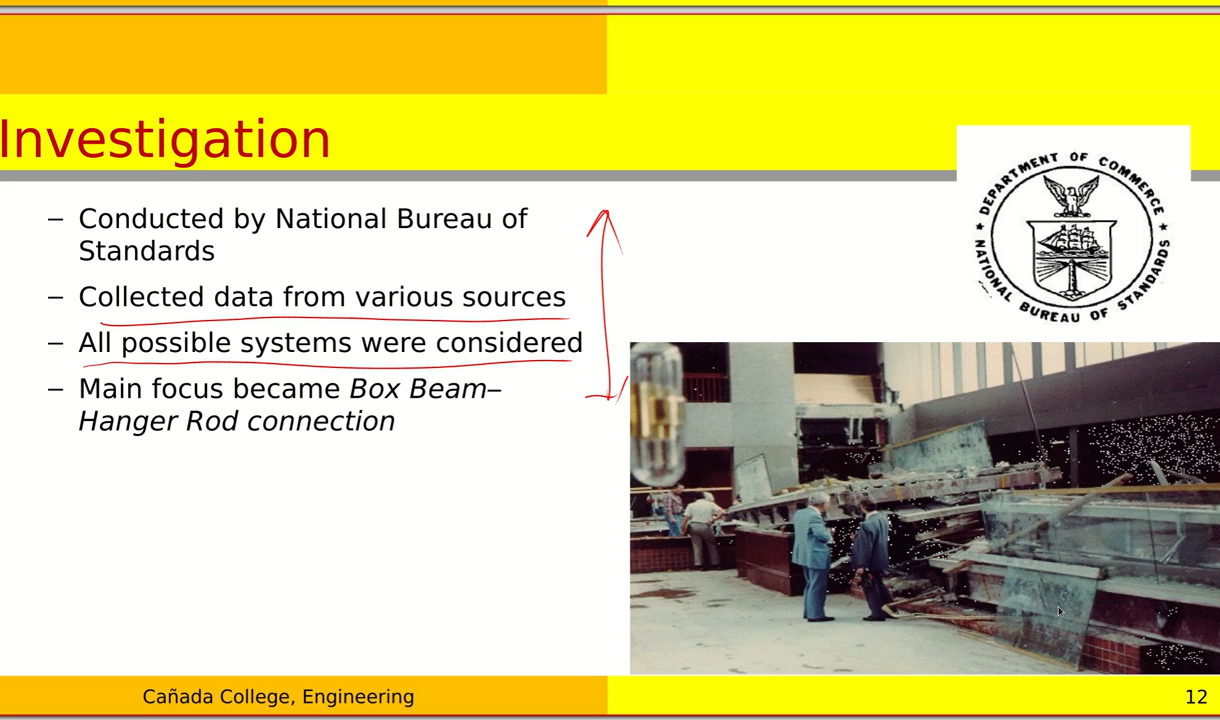 Investigation
– Conducted by National Bureau of
Standards
– Collected data from various sources
– All possible systems were considered
– Main focus became Box Beam–
Hanger Rod connection
DEPARTMENT OF COMMERCE
★ NATIONAL BUREAU OF STANDARDS ★
Cañada College, Engineering
12